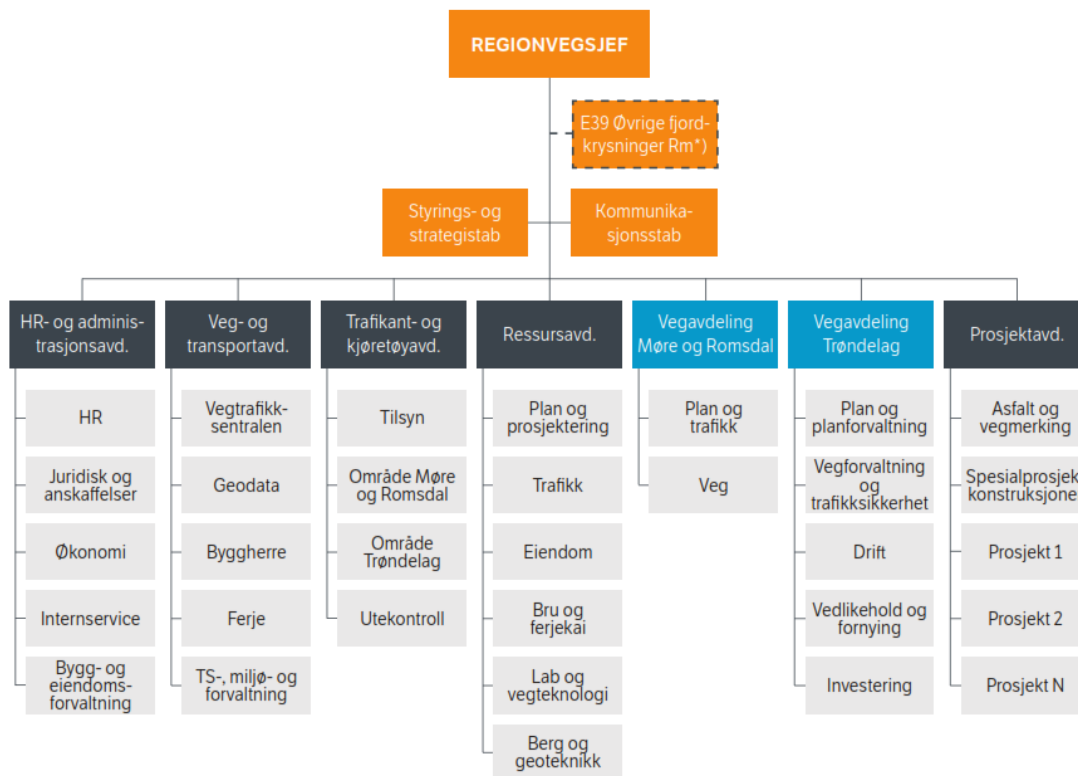 REGIONVEGSJEF
E39 Øvrige fjord-
krysninger Rm*)
Styrings- og
strategistab
Kommunika-
sjonsstab
HR- og adminis-
trasjonsavd.
Veg- og
transportavd.
Trafikant- og
kjøretøyavd.
Ressursavd.
Vegavdeling
Møre og Romsdal
Vegavdeling
Trøndelag
Prosjektavd.
HR
Juridisk og
anskaffelser
Økonomi
Internservice
Bygg- og
eiendoms-
forvaltning
Vegtrafikk-
sentralen
Geodata
Byggherre
Ferje
TS-, miljø- og
forvaltning
Tilsyn
Område Møre
og Romsdal
Område
Trøndelag
Utekontroll
Plan og
prosjektering
Trafikk
Eiendom
Bru og
ferjekai
Lab og
vegteknologi
Berg og
geoteknikk
Plan og
trafikk
Veg
Plan og
planforvaltning
Vegforvaltning
og
trafikksikkerhet
Drift
Vedlikehold og
fornying
Investering
Asfalt og
vegmerking
Spesialprosjek
konstruksjone
Prosjekt 1
Prosjekt 2
Prosjekt N